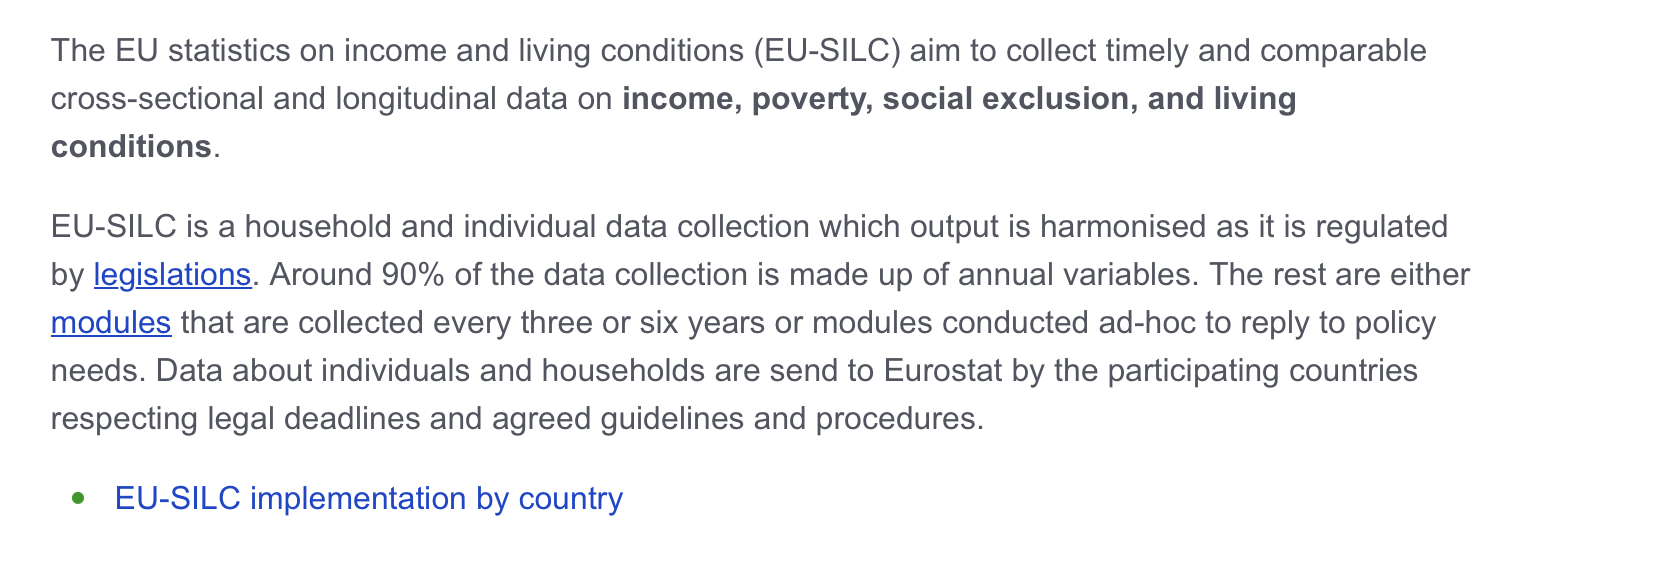 The EU statistics on income and living conditions (EU-SILC) aim to collect timely and comparable
cross-sectional and longitudinal data on income, poverty, social exclusion, and living
conditions.
EU-SILC is a household and individual data collection which output is harmonised as it is regulated
by legislations. Around 90% of the data collection is made up of annual variables. The rest are either
modules that are collected every three or six years or modules conducted ad-hoc to reply to policy
needs. Data about individuals and households are send to Eurostat by the participating countries
respecting legal deadlines and agreed guidelines and procedures.
EU-SILC implementation by country